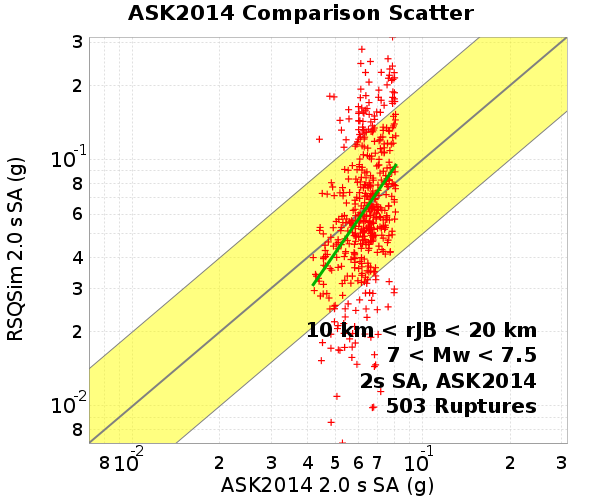 ASK2014 Comparison Scatter
3
2
10-1
8
6
4
3
2
10-2
8
RSQSim 2.0 s SA (g)
10 km < rJB < 20 km
7 < Mw < 7.5
2s SA, ASK2014
503 Ruptures
8 10-2 2 3 4 5 6 7 10-1 2 3
ASK2014 2.0 s SA (g)